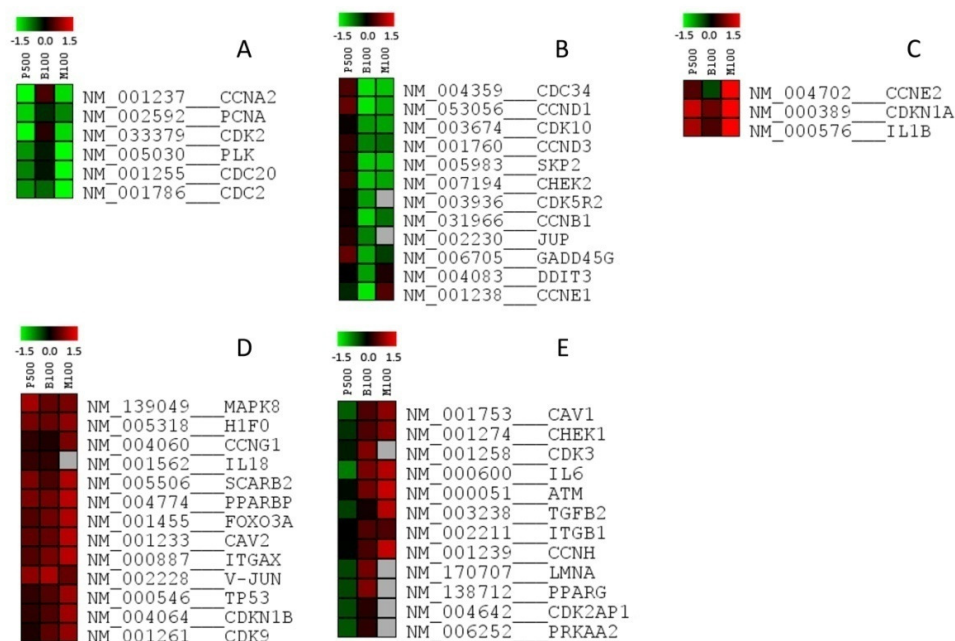 A
-1.5 0.0 1.5
P500 B100 M100
NM_001237___CCNA2
NM_002592___PCNA
NM_033379___CDK2
NM_005030___PLK
NM_001255___CDC20
NM_001786___CDC2
B
-1.5 0.0 1.5
P500 B100 M100
NM_004359___CDC34
NM_053056___CCND1
NM_003674___CDK10
NM_001760___CCND3
NM_005983___SKP2
NM_007194___CHEK2
NM_003936___CDK5R2
NM_031966___CCNB1
NM_002230___JUP
NM_006705___GADD45G
NM_004083___DDIT3
NM_001238___CCNE1
C
-1.5 0.0 1.5
P500 B100 M100
NM_004702___CCNE2
NM_000389___CDKN1A
NM_000576___IL1B
D
-1.5 0.0 1.5
P500 B100 M100
NM_139049___MAPK8
NM_005318___H1F0
NM_004060___CCNG1
NM_001562___IL18
NM_005506___SCARB2
NM_004774___PPARBP
NM_001455___FOXO3A
NM_001233___CAV2
NM_000887___ITGAX
NM_002228___V-JUN
NM_000546___TP53
NM_004064___CDKN1B
NM_001261___CDK9
E
-1.5 0.0 1.5
P500 B100 M100
NM_001753___CAV1
NM_001274___CHEK1
NM_001258___CDK3
NM_000600___IL6
NM_000051___ATM
NM_003238___TGFB2
NM_002211___ITGB1
NM_001239___CCNH
NM_170707___LMNA
NM_138712___PPARG
NM_004642___CDK2AP1
NM_006252___PRKAA2